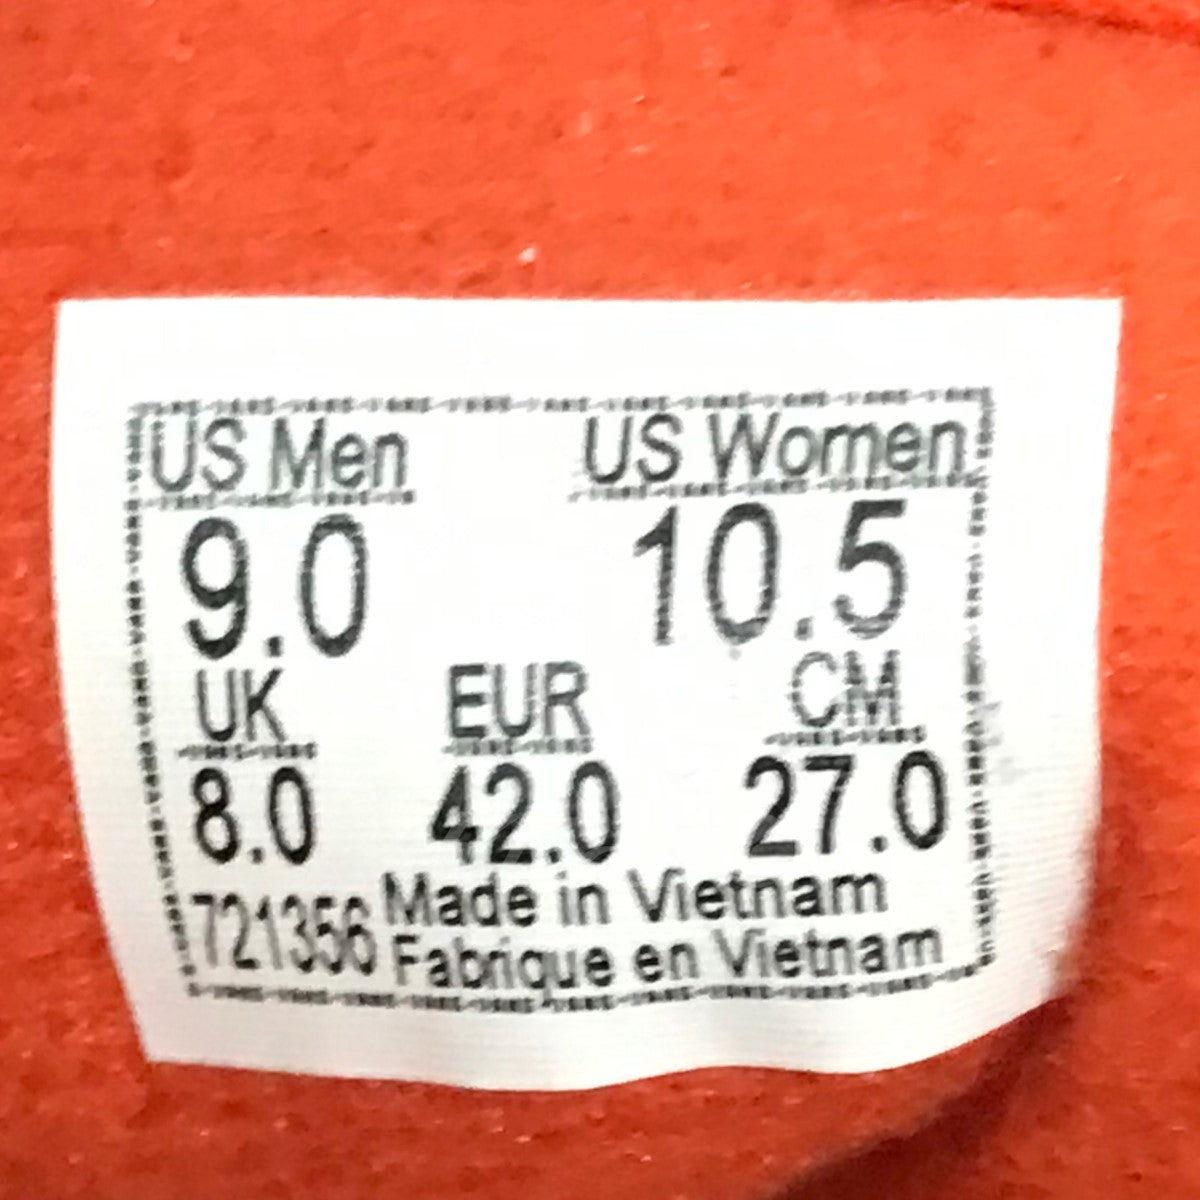 US Men US Women
9.0 10.5
UK EUR CM
8.0 42.0 27.0
721356 Made in Vietnam
Fabrique en Vietnam